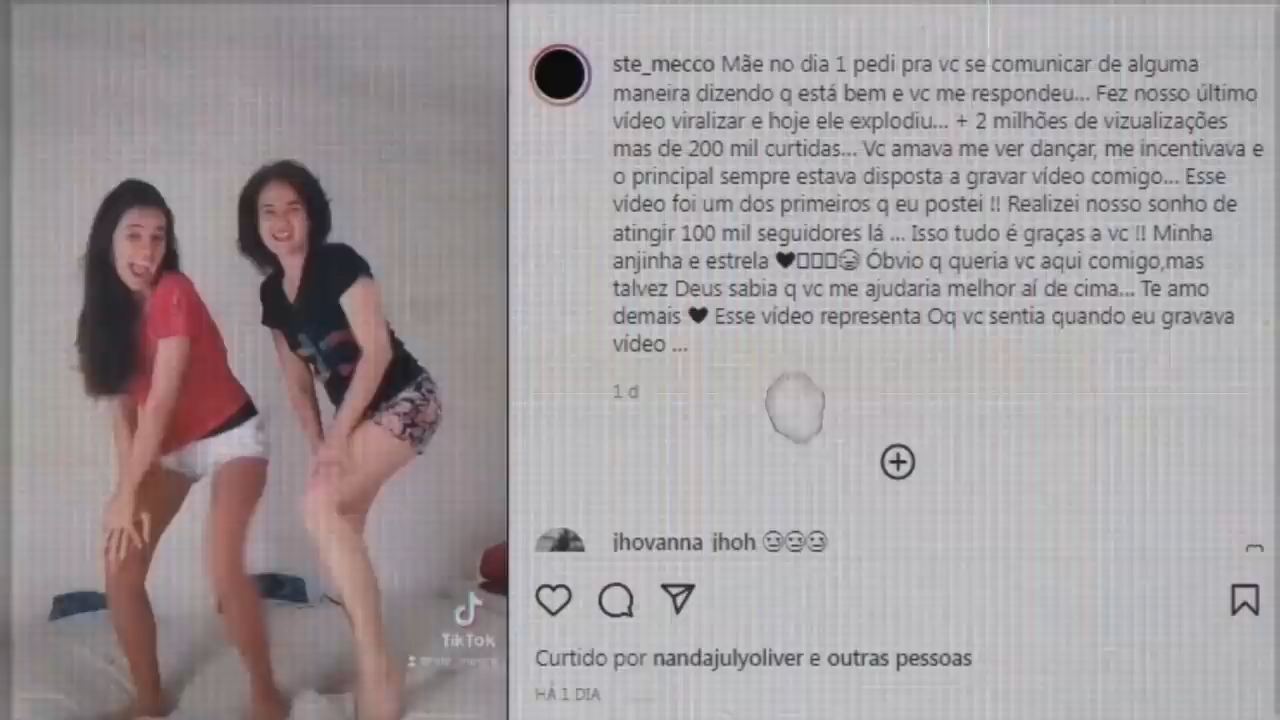 ste_mecco Mãe no dia 1 pedi pra vc se comunicar de alguma
maneira dizendo q está bem e vc me respondeu... Fez nosso último
vídeo viralizar e hoje ele explodiu... + 2 milhões de vizualizações
mas de 200 mil curtidas... Vc amava me ver dançar, me incentivava e
o principal sempre estava disposta a gravar vídeo comigo... Esse
vídeo foi um dos primeiros q eu postei !! Realizei nosso sonho de
atingir 100 mil seguidores lá ... Isso tudo é graças a vc !! Minha
anjinha e estrela ♥ Óbvio q queria vc aqui comigo,mas
talvez Deus sabia q vc me ajudaria melhor aí de cima... Te amo
demais ♥ Esse vídeo representa Oq vc sentia quando eu gravava
vídeo ...
1 d
jhovanna_jhoh
Curtido por nandajulyoliver e outras pessoas
HÁ 1 DIA
TikTok